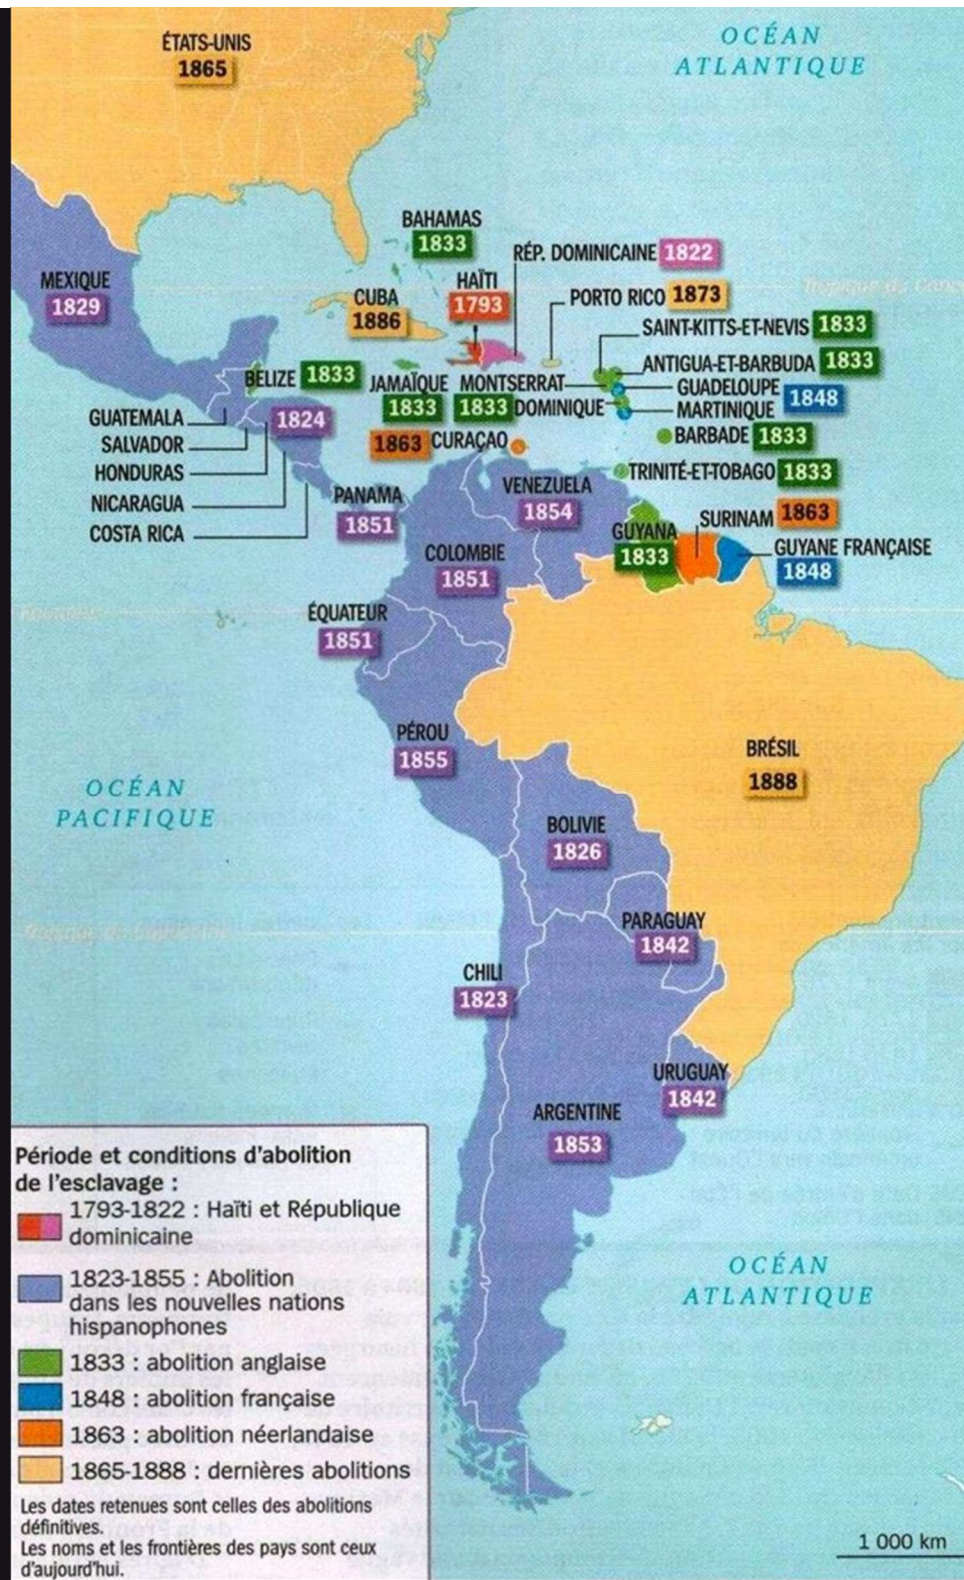 ÉTATS-UNIS
1865
OCÉAN
ATLANTIQUE
BAHAMAS
1833
RÉP. DOMINICAINE 1822
MEXIQUE
1829
CUBA
1886
HAÏTI
1793
PORTO RICO 1873
Tropique du Cancer
SAINT-KITTS-ET-NEVIS 1833
ANTIGUA-ET-BARBUDA 1833
BELIZE 1833
JAMAÏQUE
1833
MONTSERRAT
1833
DOMINIQUE
GUADELOUPE
MARTINIQUE
1848
GUATEMALA
SALVADOR
HONDURAS
NICARAGUA
COSTA RICA
1824
1863 CURAÇAO
BARBADE 1833
TRINITÉ-ET-TOBAGO 1833
PANAMA
1851
VENEZUELA
1854
COLOMBIE
1851
GUYANA
1833
SURINAM 1863
GUYANE FRANÇAISE
1848
ÉQUATEUR
1851
PÉROU
1855
BRÉSIL
1888
OCÉAN
PACIFIQUE
BOLIVIE
1826
PARAGUAY
1842
CHILI
1823
URUGUAY
1842
ARGENTINE
1853
OCÉAN
ATLANTIQUE
Période et conditions d'abolition
de l'esclavage :
1793-1822 : Haïti et République
dominicaine
1823-1855 : Abolition
dans les nouvelles nations
hispanophones
1833 : abolition anglaise
1848 : abolition française
1863 : abolition néerlandaise
1865-1888 : dernières abolitions
Les dates retenues sont celles des abolitions
définitives.
Les noms et les frontières des pays sont ceux
d'aujourd'hui.
1 000 km